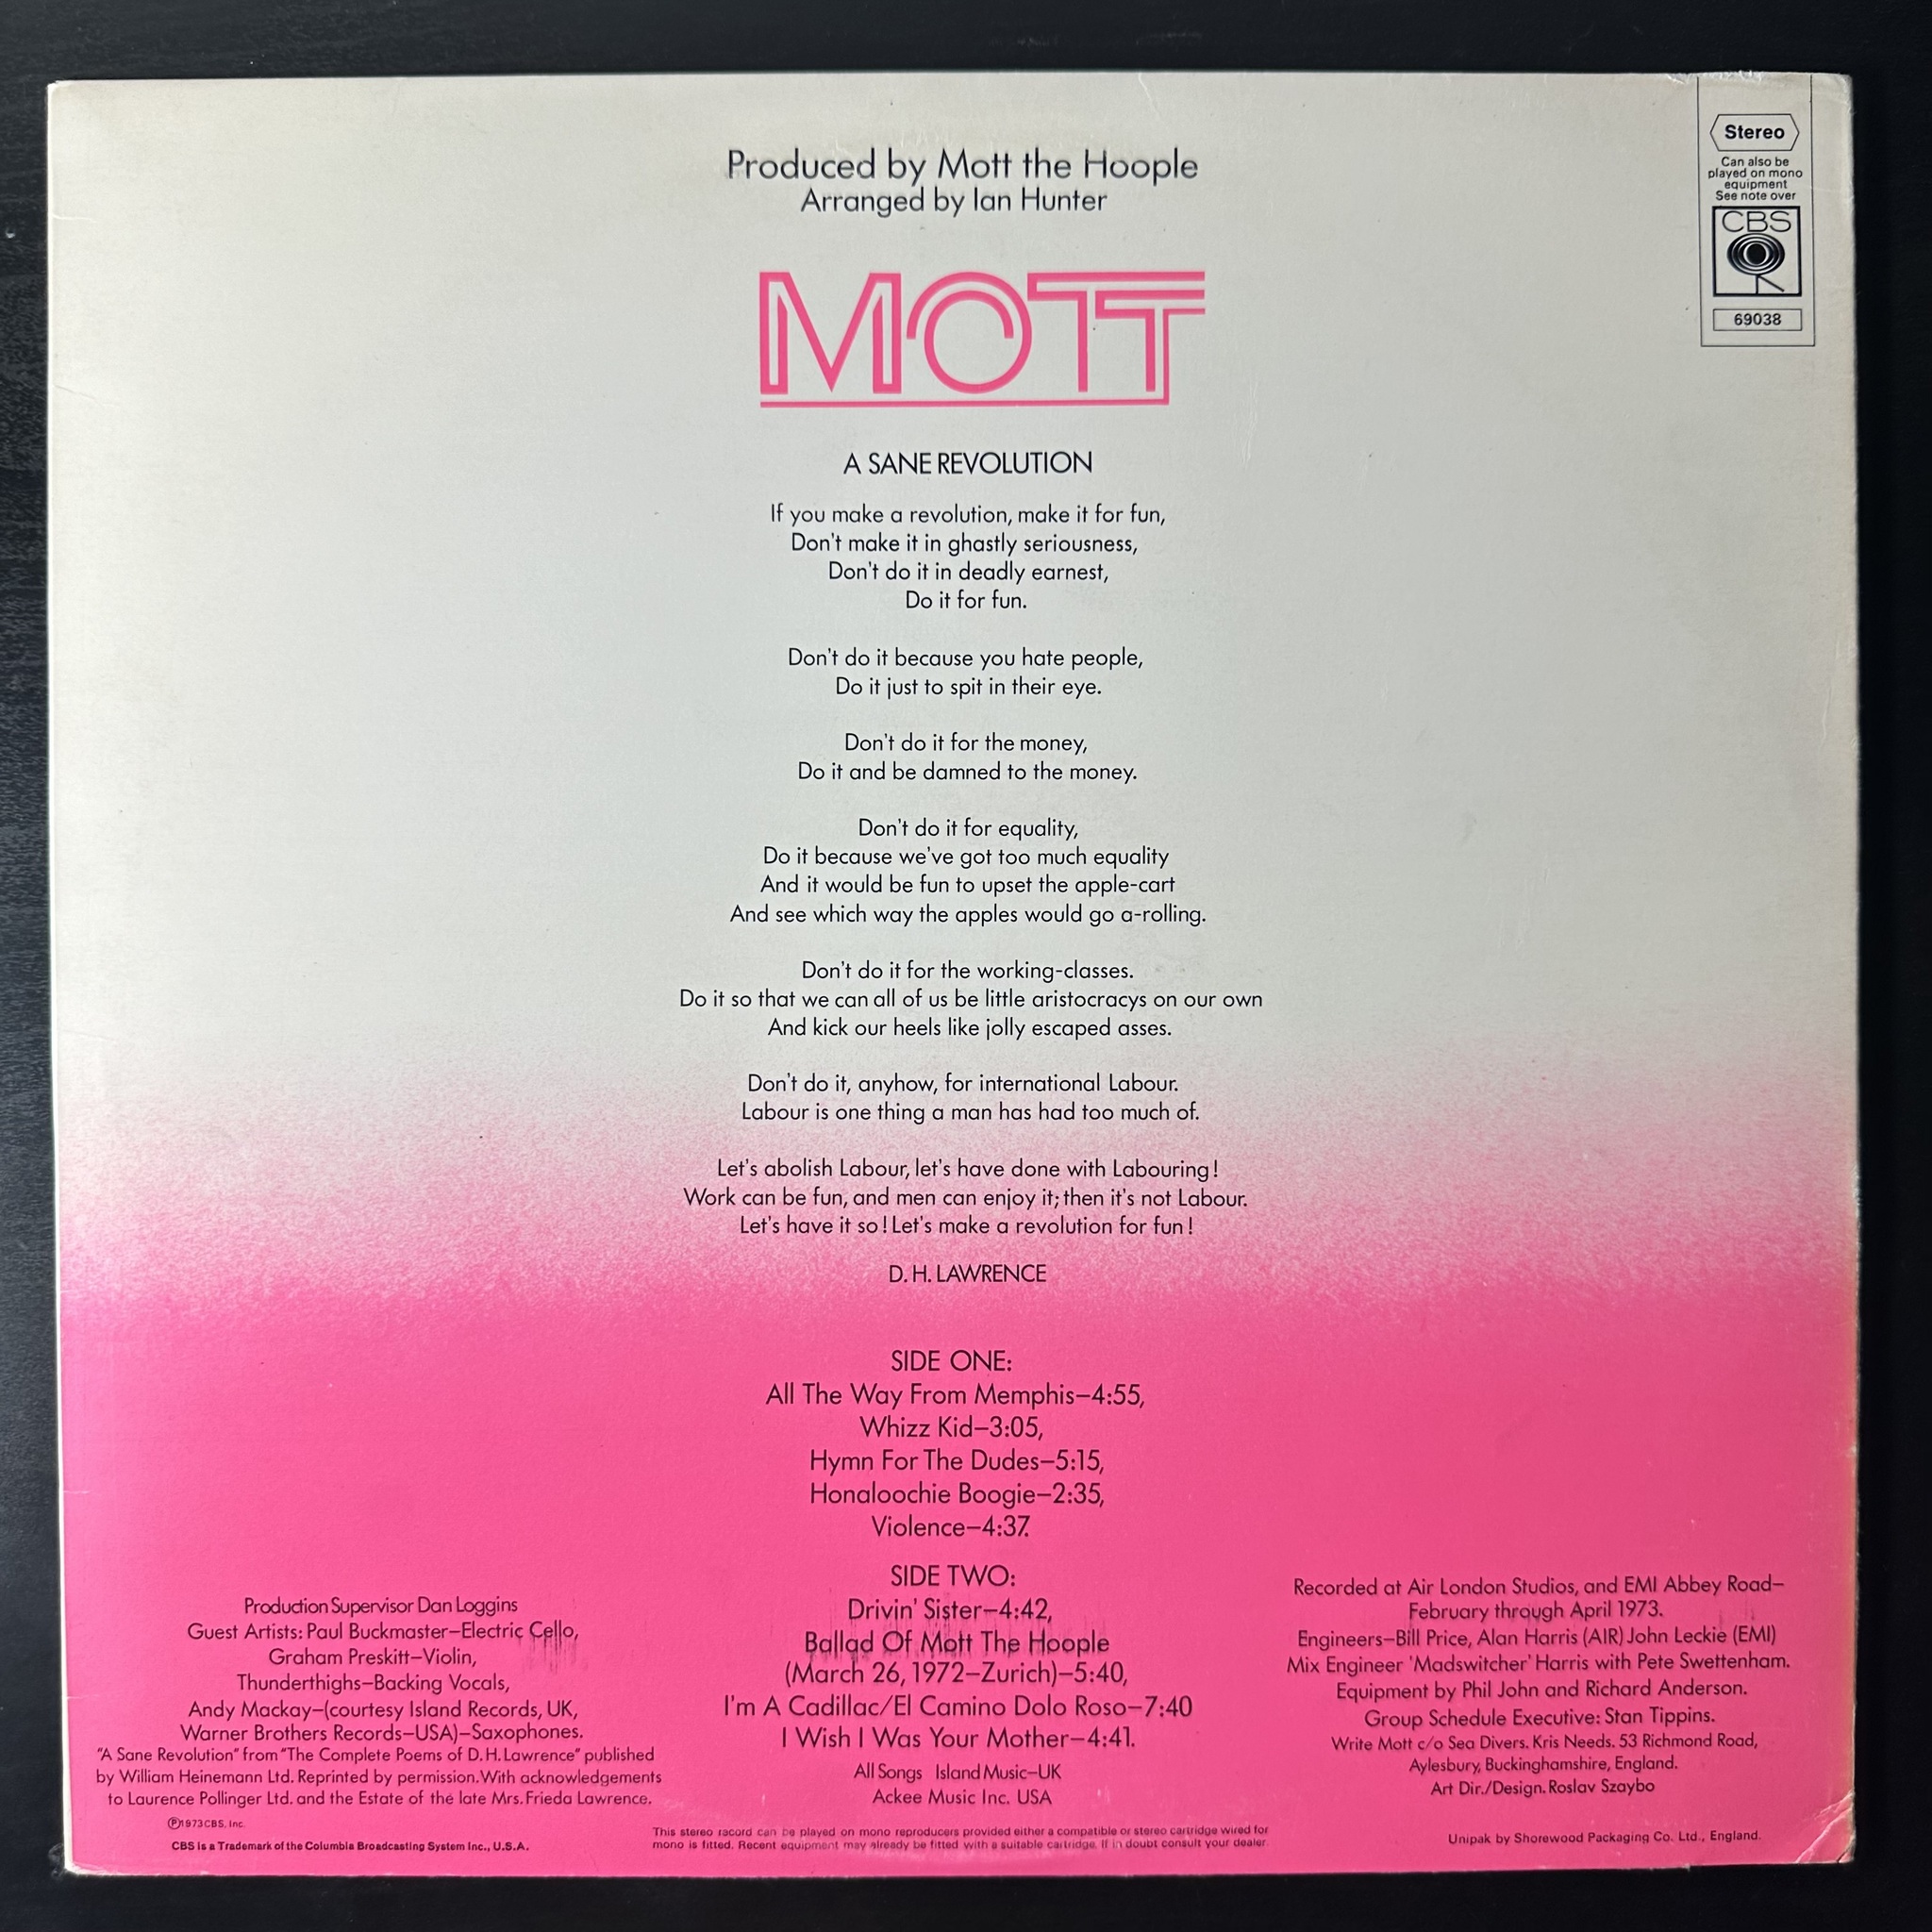 Produced by Mott the Hoople
Arranged by Ian Hunter
MOTT
Stereo
Can also be
played on mono
equipment
See note over
CBS
69038
A SANE REVOLUTION
If you make a revolution, make it for fun,
Don't make it in ghastly seriousness,
Don't do it in deadly earnest,
Do it for fun.
Don't do it because you hate people,
Do it just to spit in their eye.
Don't do it for the money,
Do it and be damned to the money.
Don't do it for equality,
Do it because we've got too much equality
And it would be fun to upset the apple-cart
And see which way the apples would go a-rolling.
Don't do it for the working-classes.
Do it so that we can all of us be little aristocracys on our own
And kick our heels like jolly escaped asses.
Don't do it, anyhow, for international Labour.
Labour is one thing a man has had too much of.
Let's abolish Labour, let's have done with Labouring!
Work can be fun, and men can enjoy it; then it's not Labour.
Let's have it so! Let's make a revolution for fun!
D. H. LAWRENCE
SIDE ONE:
All The Way From Memphis–4:55,
Whizz Kid–3:05,
Hymn For The Dudes–5:15,
Honaloochie Boogie–2:35,
Violence–4:37.
SIDE TWO:
Drivin' Sister–4:42,
Ballad Of Mott The Hoople
(March 26, 1972–Zurich)–5:40,
I'm A Cadillac/El Camino Dolo Roso–7:40
I Wish I Was Your Mother–4:41.
All Songs Island Music–UK
Ackee Music Inc. USA
Production Supervisor Dan Loggins
Guest Artists: Paul Buckmaster–Electric Cello,
Graham Preskitt–Violin,
Thunderthighs–Backing Vocals,
Andy Mackay–(courtesy Island Records, UK,
Warner Brothers Records–USA)–Saxophones.
"A Sane Revolution" from "The Complete Poems of D. H. Lawrence" published
by William Heinemann Ltd. Reprinted by permission. With acknowledgements
to Laurence Pollinger Ltd. and the Estate of the late Mrs. Frieda Lawrence.
℗1973 CBS, Inc.
CBS is a Trademark of the Columbia Broadcasting System Inc., U.S.A.
This stereo record can be played on mono reproducers provided either a compatible or stereo cartridge wired for
mono is fitted. Recent equipment may already be fitted with a suitable cartridge. If in doubt consult your dealer.
Recorded at Air London Studios, and EMI Abbey Road–
February through April 1973.
Engineers–Bill Price, Alan Harris (AIR) John Leckie (EMI)
Mix Engineer 'Madswitcher' Harris with Pete Swettenham.
Equipment by Phil John and Richard Anderson.
Group Schedule Executive: Stan Tippins.
Write Mott c/o Sea Divers. Kris Needs. 53 Richmond Road,
Aylesbury, Buckinghamshire, England.
Art Dir./Design. Roslav Szaybo
Unipak by Shorewood Packaging Co. Ltd., England.